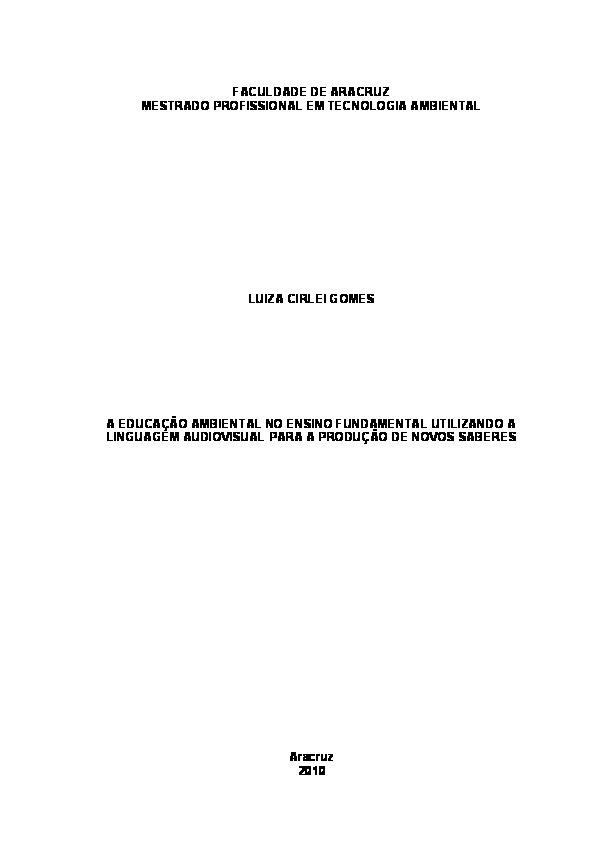 FACULDADE DE ARACRUZ
MESTRADO PROFISSIONAL EM TECNOLOGIA AMBIENTAL
LUIZA CIRLEI GOMES
A EDUCAÇÃO AMBIENTAL NO ENSINO FUNDAMENTAL UTILIZANDO A
LINGUAGEM AUDIOVISUAL PARA A PRODUÇÃO DE NOVOS SABERES
Aracruz
2010